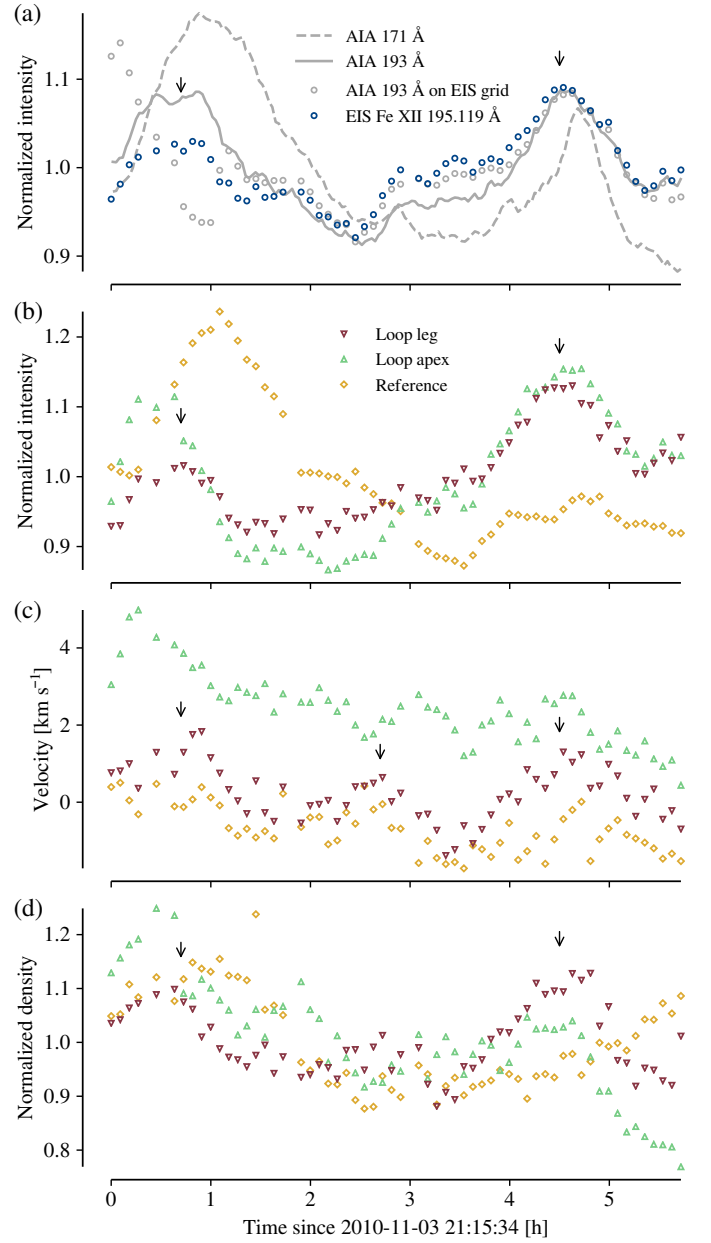 (a)
AIA 171 Å
AIA 193 Å
AIA 193 Å on EIS grid
EIS Fe XII 195.119 Å
Normalized intensity
1.1
1.0
0.9
(b)
Loop leg
Loop apex
Reference
Normalized intensity
1.2
1.1
1.0
0.9
(c)
Velocity [km s⁻¹]
4
2
0
(d)
Normalized density
1.2
1.1
1.0
0.9
0.8
0 1 2 3 4 5
Time since 2010-11-03 21:15:34 [h]